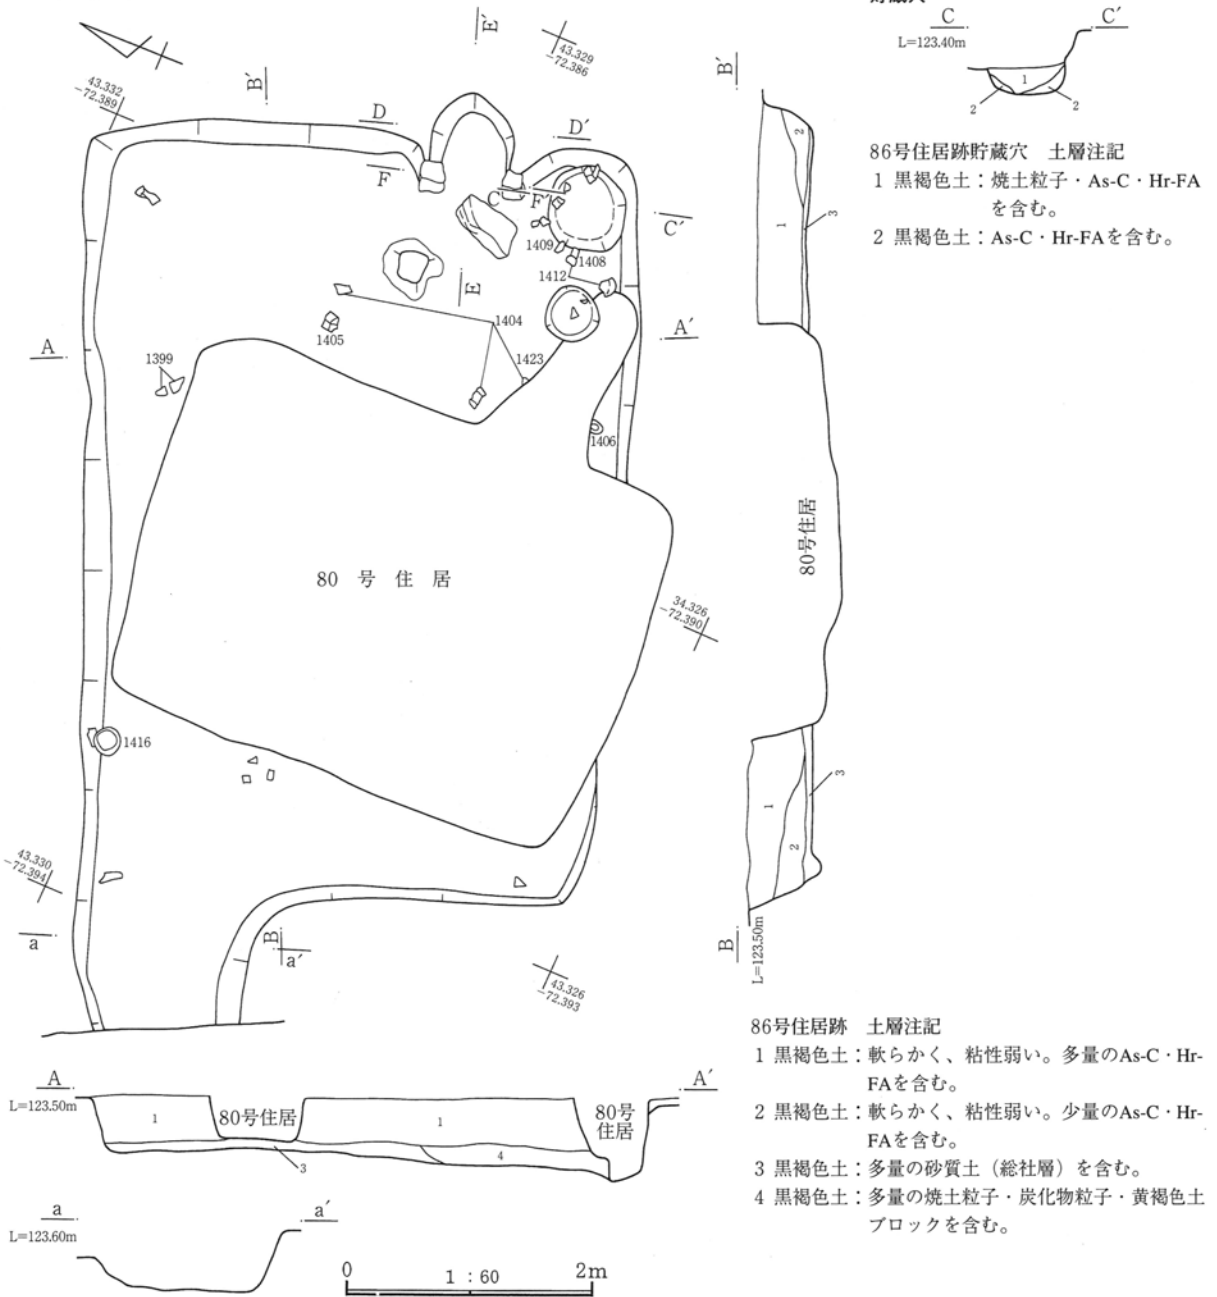 C
C′
L=123.40m
1
2
2
86号住居跡貯蔵穴　土層注記
1 黒褐色土：焼土粒子・As-C・Hr-FA
を含む。
2 黒褐色土：As-C・Hr-FAを含む。
E′
43.329
−72.386
43.332
−72.389
B′
D
D′
F
C
F′
C′
1409
1408
1412
E
1404
1405
1423
A
A′
1399
1406
80 号 住 居
34.326
−72.390
1416
43.330
−72.394
a
B
a′
43.326
−72.393
B′
2
1
3
80号住居
1
2
3
B
L=123.50m
86号住居跡　土層注記
1 黒褐色土：軟らかく、粘性弱い。多量のAs-C・Hr-
FAを含む。
2 黒褐色土：軟らかく、粘性弱い。少量のAs-C・Hr-
FAを含む。
3 黒褐色土：多量の砂質土（総社層）を含む。
4 黒褐色土：多量の焼土粒子・炭化物粒子・黄褐色土
ブロックを含む。
A
A′
L=123.50m
1
80号住居
1
80号
住居
3
4
a
a′
L=123.60m
0
1：60
2m